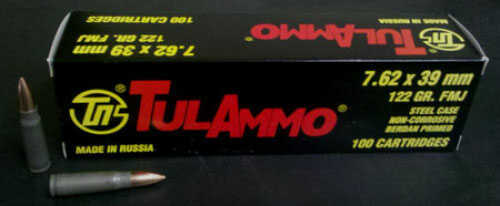 MADE IN RUSSIA
7.62 x 39 mm
122 GR. FMJ
100 CARTRIDGES
TULAMMO
TULAMMO®
MADE IN RUSSIA
7.62 x 39 mm
122 GR. FMJ
STEEL CASE
NON-CORROSIVE
BERDAN PRIMED
100 CARTRIDGES